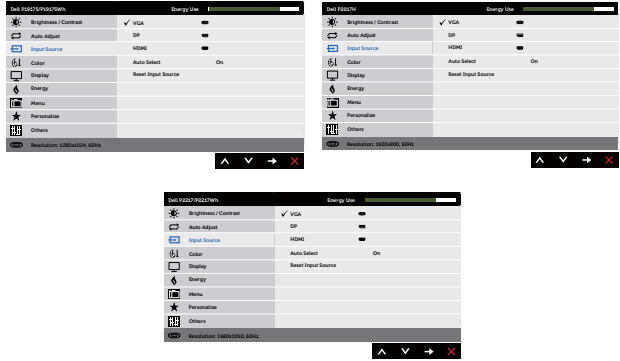 Dell P1917S/P1917SWh Energy Use
Brightness / Contrast VGA
Auto Adjust DP
Input Source HDMI
Color Auto Select On
Display Reset Input Source
Energy
Menu
Personalize
Others
Resolution: 1280x1024, 60Hz
Dell P2017H Energy Use
Brightness / Contrast VGA
Auto Adjust DP
Input Source HDMI
Color Auto Select On
Display Reset Input Source
Energy
Menu
Personalize
Others
Resolution: 1600x900, 60Hz
Dell P2217/P2217Wh Energy Use
Brightness / Contrast VGA
Auto Adjust DP
Input Source HDMI
Color Auto Select On
Display Reset Input Source
Energy
Menu
Personalize
Others
Resolution: 1680x1050, 60Hz